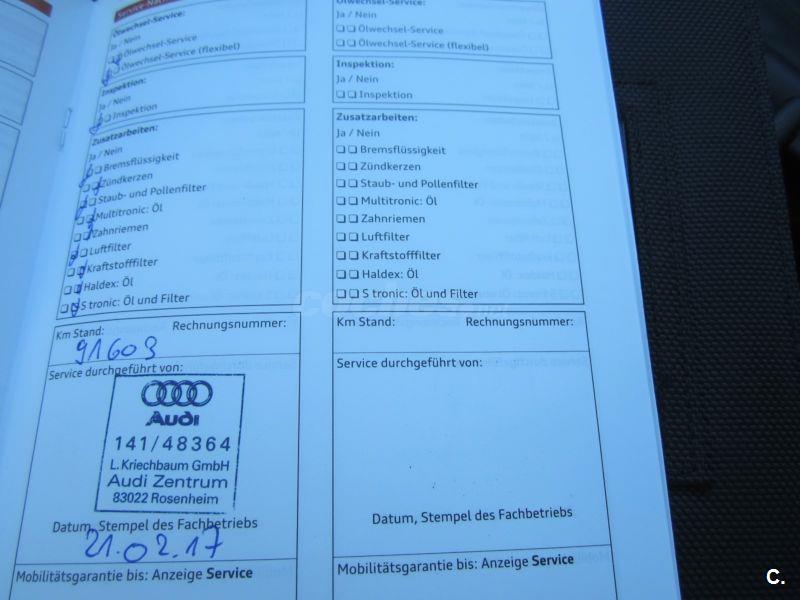 Service-Nach
Ölwechsel-Service:
Ja / Nein
Ölwechsel-Service
Ölwechsel-Service (flexibel)
Inspektion:
Ja / Nein
Inspektion
Zusatzarbeiten:
Ja / Nein
Bremsflüssigkeit
Zündkerzen
Staub- und Pollenfilter
Multitronic: Öl
Zahnriemen
Luftfilter
Kraftstofffilter
Haldex: Öl
S tronic: Öl und Filter
Km Stand: Rechnungsnummer:
91603
Service durchgeführt von:
Audi
141/48364
L. Kriechbaum GmbH
Audi Zentrum
83022 Rosenheim
Datum, Stempel des Fachbetriebs
21.02.17
Mobilitätsgarantie bis: Anzeige Service
Ölwechsel-Service:
Ja / Nein
Ölwechsel-Service
Ölwechsel-Service (flexibel)
Inspektion:
Ja / Nein
Inspektion
Zusatzarbeiten:
Ja / Nein
Bremsflüssigkeit
Zündkerzen
Staub- und Pollenfilter
Multitronic: Öl
Zahnriemen
Luftfilter
Kraftstofffilter
Haldex: Öl
S tronic: Öl und Filter
Km Stand: Rechnungsnummer:
Service durchgeführt von:
Datum, Stempel des Fachbetriebs
Mobilitätsgarantie bis: Anzeige Service
C.